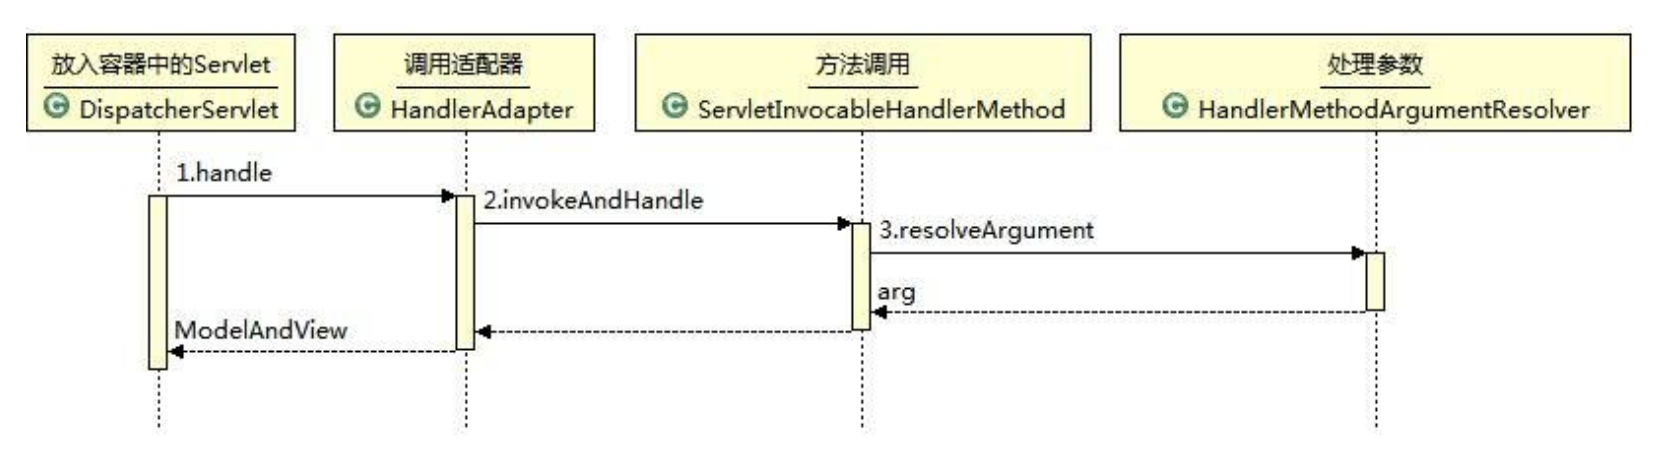 放入容器中的Servlet
DispatcherServlet
调用适配器
HandlerAdapter
方法调用
ServletInvocableHandlerMethod
处理参数
HandlerMethodArgumentResolver
1.handle
2.invokeAndHandle
3.resolveArgument
arg
ModelAndView